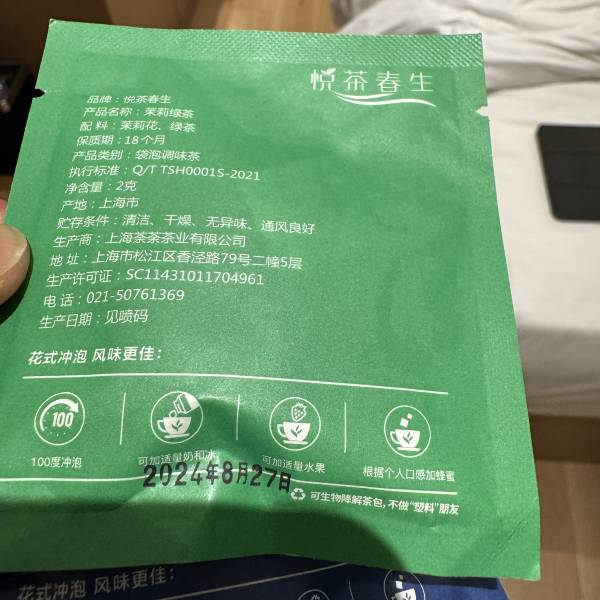 悦茶春生
品牌：悦茶春生
产品名称：茉莉绿茶
配 料：茉莉花、绿茶
保质期：18个月
产品类别：袋泡调味茶
执行标准：Q/T TSH0001S-2021
净含量：2克
产地：上海市
贮存条件：清洁、干燥、无异味、通风良好
生产商：上海茶茶茶业有限公司
地 址：上海市松江区香泾路79号二幢5层
生产许可证：SC11431011704961
电 话：021-50761369
生产日期：见喷码
花式冲泡 风味更佳：
100
100度冲泡
可加适量奶和冰
可加适量水果
根据个人口感加蜂蜜
2024年8月27日
可生物降解茶包，不做“塑料”朋友
花式冲泡 风味更佳：